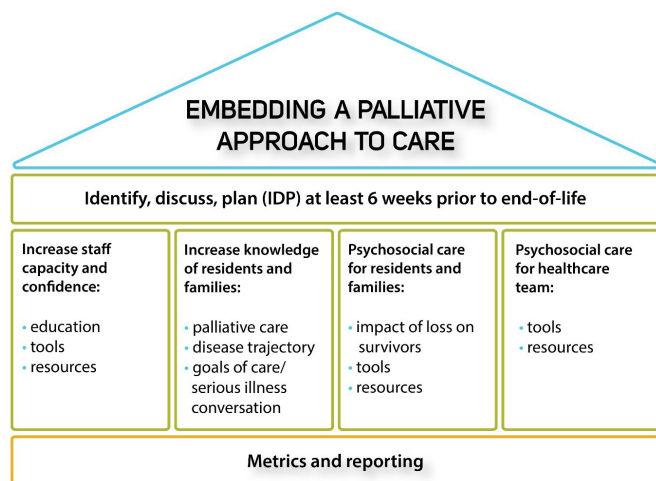 EMBEDDING A PALLIATIVE
APPROACH TO CARE
Identify, discuss, plan (IDP) at least 6 weeks prior to end-of-life
Increase staff
capacity and
confidence:
• education
• tools
• resources
Increase knowledge
of residents and
families:
• palliative care
• disease trajectory
• goals of care/
serious illness
conversation
Psychosocial care
for residents and
families:
• impact of loss on
survivors
• tools
• resources
Psychosocial care
for healthcare
team:
• tools
• resources
Metrics and reporting